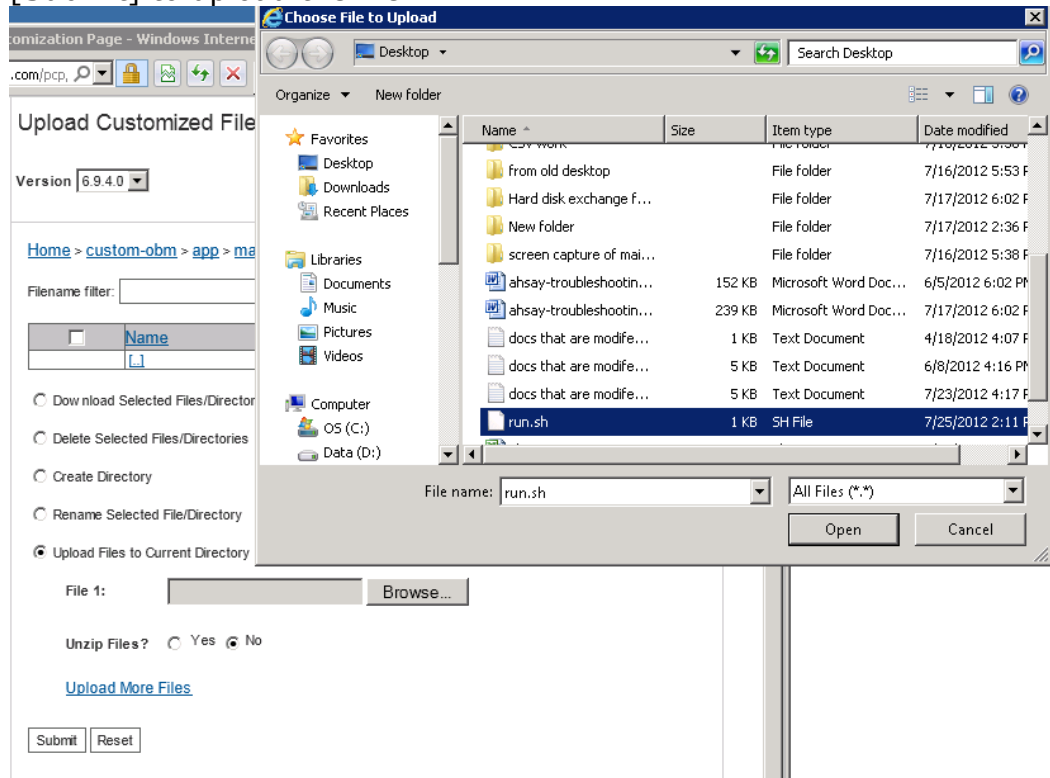 Choose File to Upload
omization Page - Windows Interne
.com/pcp,
Desktop
Search Desktop
Organize
New folder
Upload Customized File
Version 6.9.4.0
Favorites
Desktop
Downloads
Recent Places
Libraries
Documents
Music
Pictures
Videos
Computer
OS (C:)
Data (D:)
Name Size Item type Date modified
from old desktop File folder 7/16/2012 5:53 P
Hard disk exchange f... File folder 7/17/2012 6:02 P
New folder File folder 7/17/2012 2:36 P
screen capture of mai... File folder 7/16/2012 5:38 P
ahsay-troubleshootin... 152 KB Microsoft Word Doc... 6/5/2012 6:02 PM
ahsay-troubleshootin... 239 KB Microsoft Word Doc... 7/17/2012 6:02 P
docs that are modife... 1 KB Text Document 4/18/2012 4:07 P
docs that are modife... 5 KB Text Document 6/8/2012 4:16 PM
docs that are modife... 5 KB Text Document 7/23/2012 4:17 P
run.sh 1 KB SH File 7/25/2012 2:11 P
File name: run.sh
All Files (*.*)
Open Cancel
Home > custom-obm > app > ma
Filename filter:
Name
[..]
Download Selected Files/Director
Delete Selected Files/Directories
Create Directory
Rename Selected File/Directory
Upload Files to Current Directory
File 1: Browse...
Unzip Files? Yes No
Upload More Files
Submit Reset